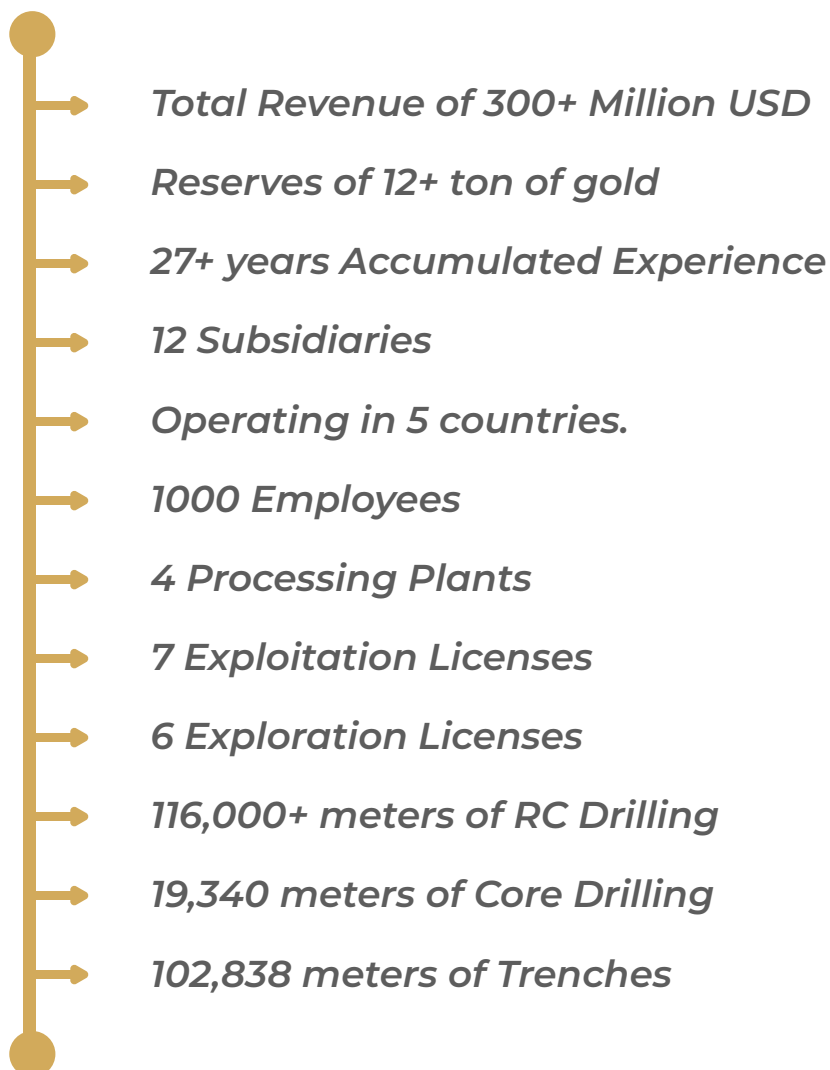 Total Revenue of 300+ Million USD
Reserves of 12+ ton of gold
27+ years Accumulated Experience
12 Subsidiaries
Operating in 5 countries.
1000 Employees
4 Processing Plants
7 Exploitation Licenses
6 Exploration Licenses
116,000+ meters of RC Drilling
19,340 meters of Core Drilling
102,838 meters of Trenches